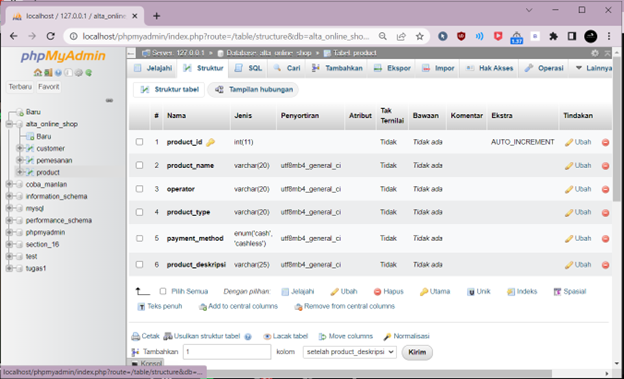 localhost / 127.0.0.1 / alta_online
localhost/phpmyadmin/index.php?route=/table/structure&db=alta_online_sho...
1.37
phpMyAdmin
Terbaru Favorit
Baru
alta_online_shop
Baru
customer
pemesanan
product
coba_manlan
information_schema
mysql
performance_schema
phpmyadmin
section_16
test
tugas1
Server: 127.0.0.1 » Database: alta_online_shop » Tabel: product
Jelajahi Struktur SQL Cari Tambahkan Ekspor Impor Hak Akses Operasi Lainnya
Struktur tabel Tampilan hubungan
# Nama Jenis Penyortiran Atribut Tak Ternilai Bawaan Komentar Ekstra Tindakan
1 product_id int(11) Tidak Tidak ada AUTO_INCREMENT Ubah
2 product_name varchar(20) utf8mb4_general_ci Tidak Tidak ada Ubah
3 operator varchar(20) utf8mb4_general_ci Tidak Tidak ada Ubah
4 product_type varchar(20) utf8mb4_general_ci Tidak Tidak ada Ubah
5 payment_method enum('cash', 'cashless') utf8mb4_general_ci Tidak Tidak ada Ubah
6 product_deskripsi varchar(25) utf8mb4_general_ci Tidak Tidak ada Ubah
Pilih Semua Dengan pilihan: Jelajahi Ubah Hapus Utama Unik Indeks Spasial
Teks penuh Add to central columns Remove from central columns
Cetak Usulkan struktur tabel Lacak tabel Move columns Normalisasi
Tambahkan 1 kolom setelah product_deskripsi Kirim
Konsol
localhost/phpmyadmin/index.php?route=/table/structure&db=...